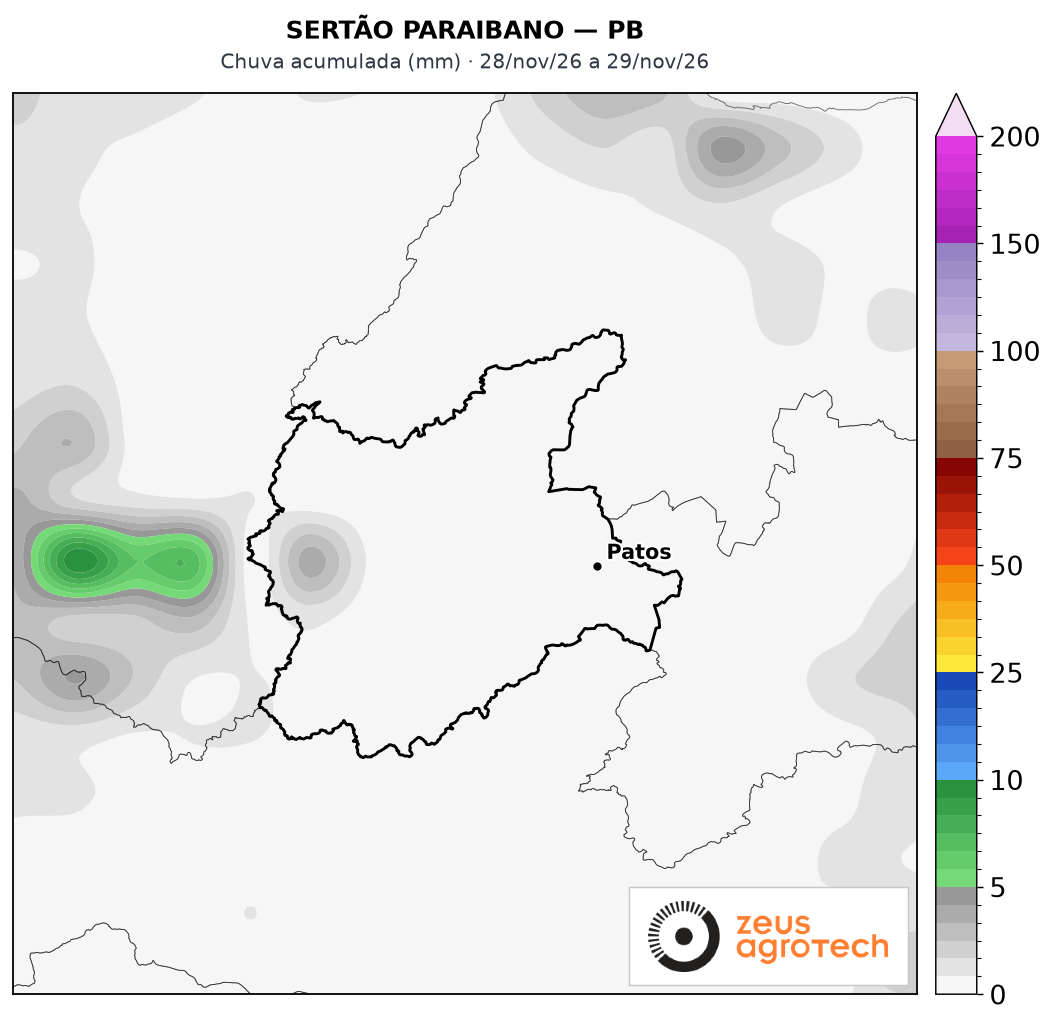 SERTÃO PARAIBANO — PB
Chuva acumulada (mm) · 28/nov/26 a 29/nov/26
200
150
100
75
50
25
10
5
0
Patos
zeus
agrotech